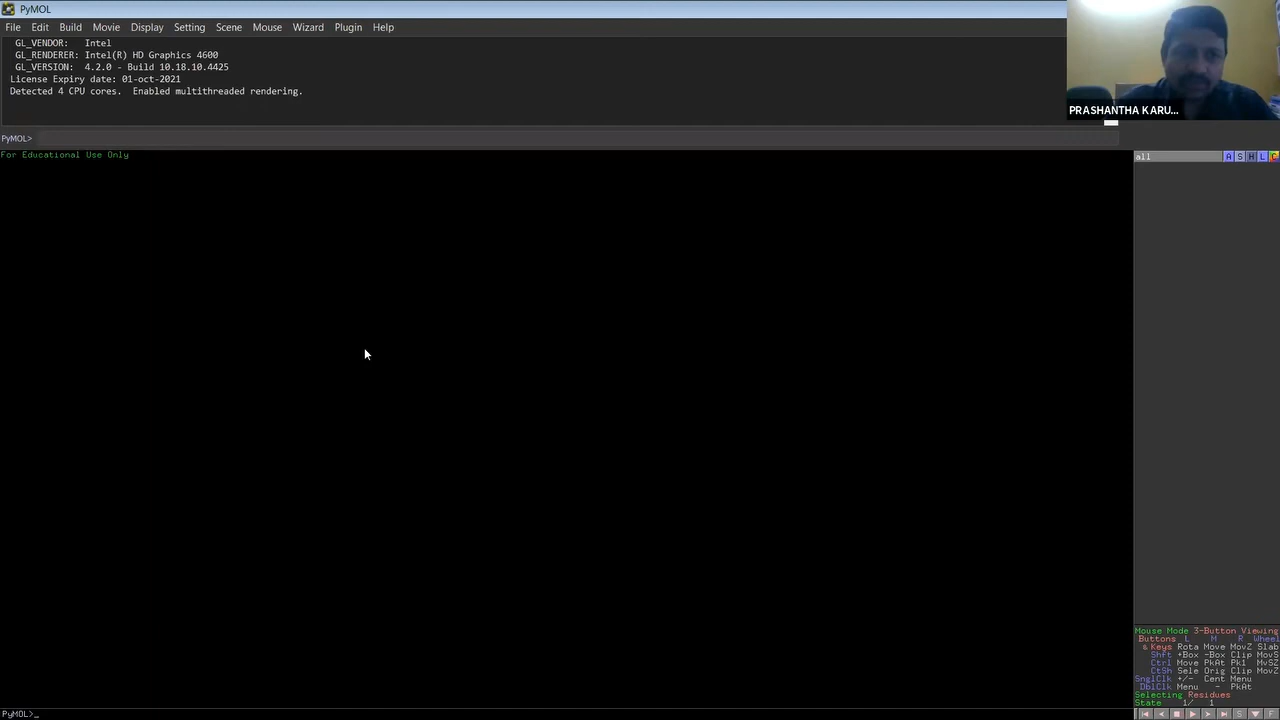 PyMOL
File Edit Build Movie Display Setting Scene Mouse Wizard Plugin Help
GL_VENDOR: Intel
GL_RENDERER: Intel(R) HD Graphics 4600
GL_VERSION: 4.2.0 - Build 10.18.10.4425
License Expiry date: 01-oct-2021
Detected 4 CPU cores. Enabled multithreaded rendering.
PRASHANTHA KARU...
PyMOL>
For Educational Use Only
all A S H L C
Mouse Mode 3-Button Viewing
Buttons L M R Wheel
& Keys Rota Move MovZ Slab
Shft +Box -Box Clip MovS
Ctrl Move PkAt Pk1 MvSZ
CtSh Sele Orig Clip MovZ
SnglClk +/- Cent Menu
DblClk Menu - PkAt
Selecting Residues
State 1/ 1
S F
PyMOL>_